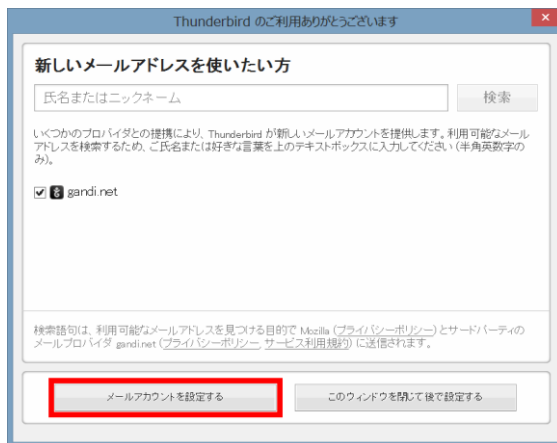 Thunderbird のご利用ありがとうございます
新しいメールアドレスを使いたい方
氏名またはニックネーム
検索
いくつかのプロバイダとの提携により、Thunderbird が新しいメールアカウントを提供します。利用可能なメール
アドレスを検索するため、ご氏名または好きな言葉を上のテキストボックスに入力してください (半角英数字の
み)。
gandi.net
検索語句は、利用可能なメールアドレスを見つける目的で Mozilla (プライバシーポリシー) とサードパーティの
メールプロバイダ gandi.net (プライバシーポリシー, サービス利用規約) に送信されます。
メールアカウントを設定する
このウィンドウを閉じて後で設定する